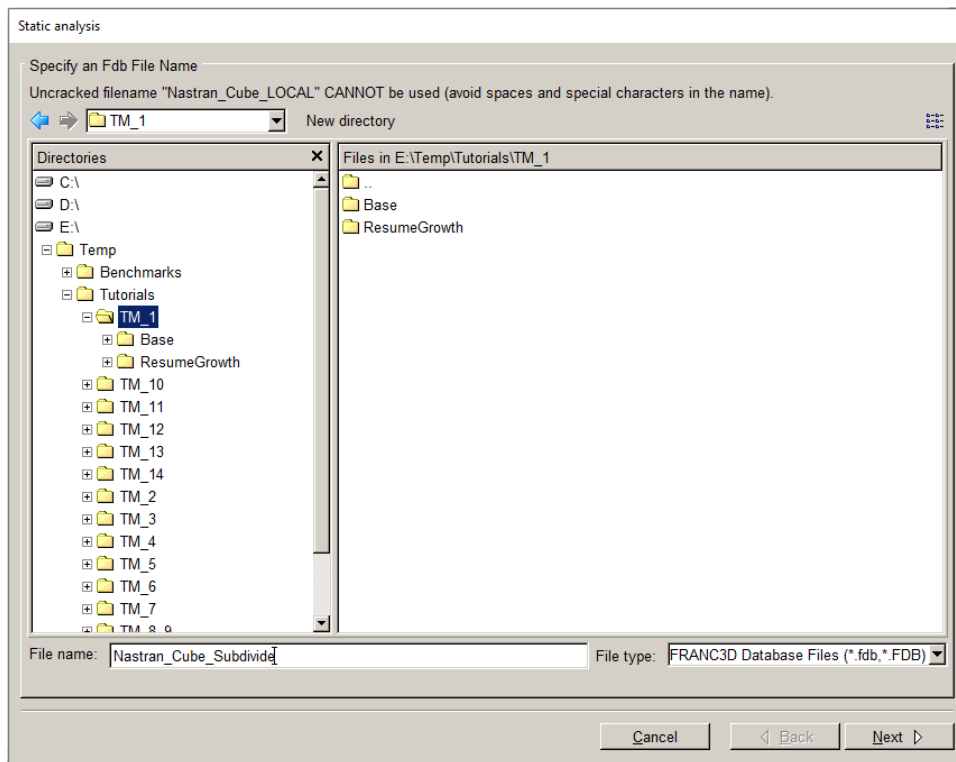 Static analysis
Specify an Fdb File Name
Uncracked filename "Nastran_Cube_LOCAL" CANNOT be used (avoid spaces and special characters in the name).
TM_1 New directory
Directories
C:\
D:\
E:\
Temp
Benchmarks
Tutorials
TM_1
Base
ResumeGrowth
TM_10
TM_11
TM_12
TM_13
TM_14
TM_2
TM_3
TM_4
TM_5
TM_6
TM_7
TM_8_9
Files in E:\Temp\Tutorials\TM_1
..
Base
ResumeGrowth
File name: Nastran_Cube_Subdivide File type: FRANC3D Database Files (*.fdb,*.FDB)
Cancel Back Next